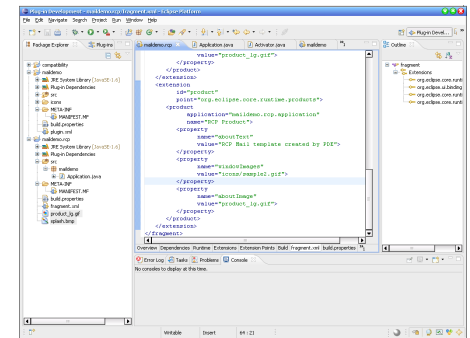 Plug-in Development - maildemo.rcp/fragment.xml - Eclipse Platform
File Edit Navigate Search Project Run Window Help
Plug-in Devel...
Package Explorer
Plug-ins
compatibility
maildemo
JRE System Library [JavaSE-1.6]
Plug-in Dependencies
src
icons
META-INF
MANIFEST.MF
build.properties
plugin.xml
maildemo.rcp
JRE System Library [JavaSE-1.6]
Plug-in Dependencies
src
maildemo
Application.java
META-INF
MANIFEST.MF
build.properties
fragment.xml
product_lg.gif
splash.bmp
maildemo.rcp
Application.java
Activator.java
maildemo
value="product_lg.gif">
</property>
</product>
</extension>
<extension
id="product"
point="org.eclipse.core.runtime.products">
<product
application="maildemo.rcp.application"
name="RCP Product">
<property
name="aboutText"
value="RCP Mail template created by PDE">
</property>
<property
name="windowImages"
value="icons/sample2.gif">
</property>
<property
name="aboutImage"
value="product_lg.gif">
</property>
</product>
</extension>
</fragment>
Overview Dependencies Runtime Extensions Extension Points Build fragment.xml build.properties
Outline
fragment
Extensions
org.eclipse.core.runti
org.eclipse.ui.binding
org.eclipse.core.runti
org.eclipse.core.runti
Error Log
Tasks
Problems
Console
No consoles to display at this time.
Writable
Insert
64 : 21